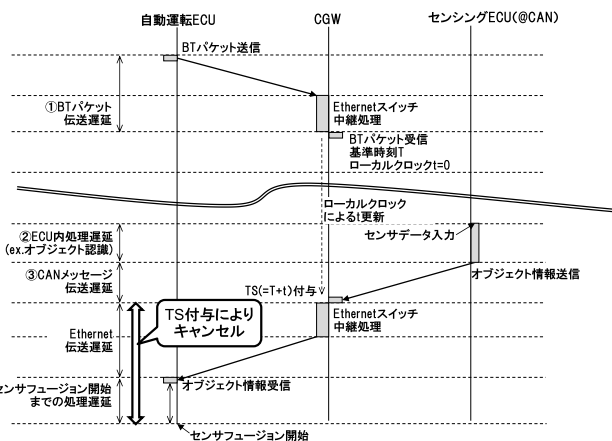 自動運転ECU
CGW
センシングECU(@CAN)
BTパケット送信
①BTパケット
伝送遅延
Ethernetスイッチ
中継処理
BTパケット受信
基準時刻T
ローカルクロックt=0
ローカルクロック
によるt更新
②ECU内処理遅延
(ex.オブジェクト認識)
センサデータ入力
③CANメッセージ
伝送遅延
オブジェクト情報送信
TS(=T+t)付与
TS付与により
キャンセル
Ethernetスイッチ
中継処理
Ethernet
伝送遅延
オブジェクト情報受信
センサフュージョン開始
までの処理遅延
センサフュージョン開始